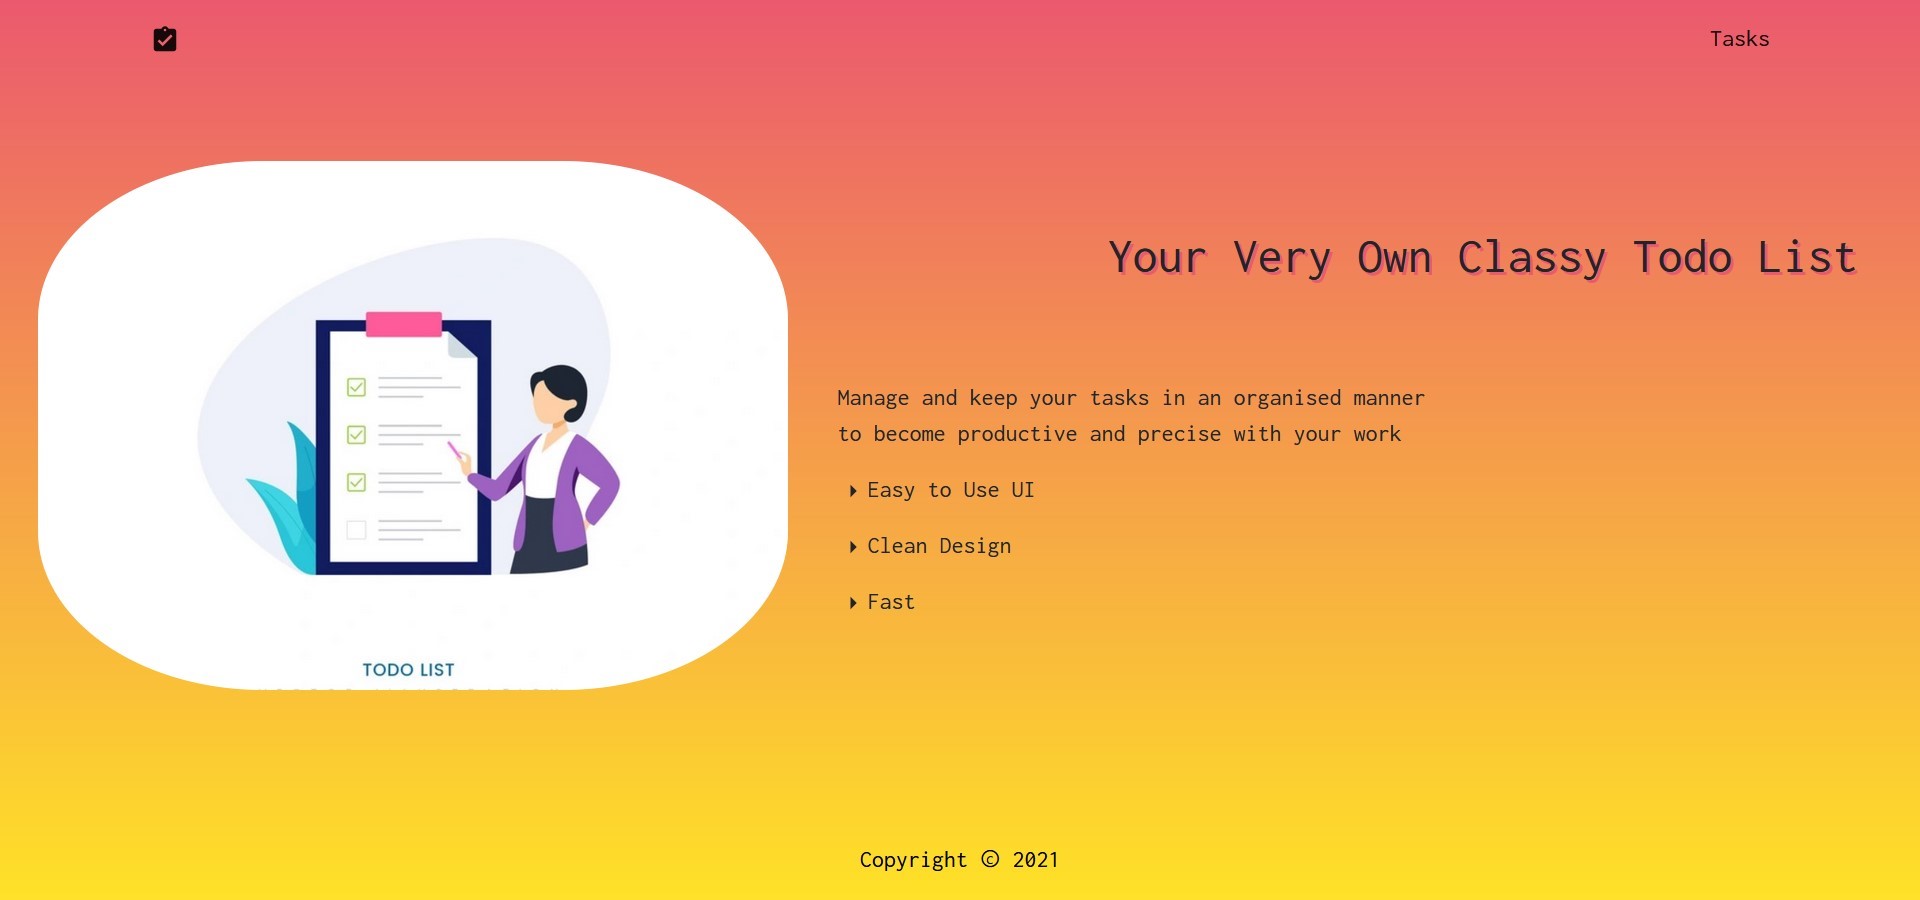 Tasks
Your Very Own Classy Todo List
Manage and keep your tasks in an organised manner
to become productive and precise with your work
Easy to Use UI
Clean Design
Fast
TODO LIST
Copyright © 2021